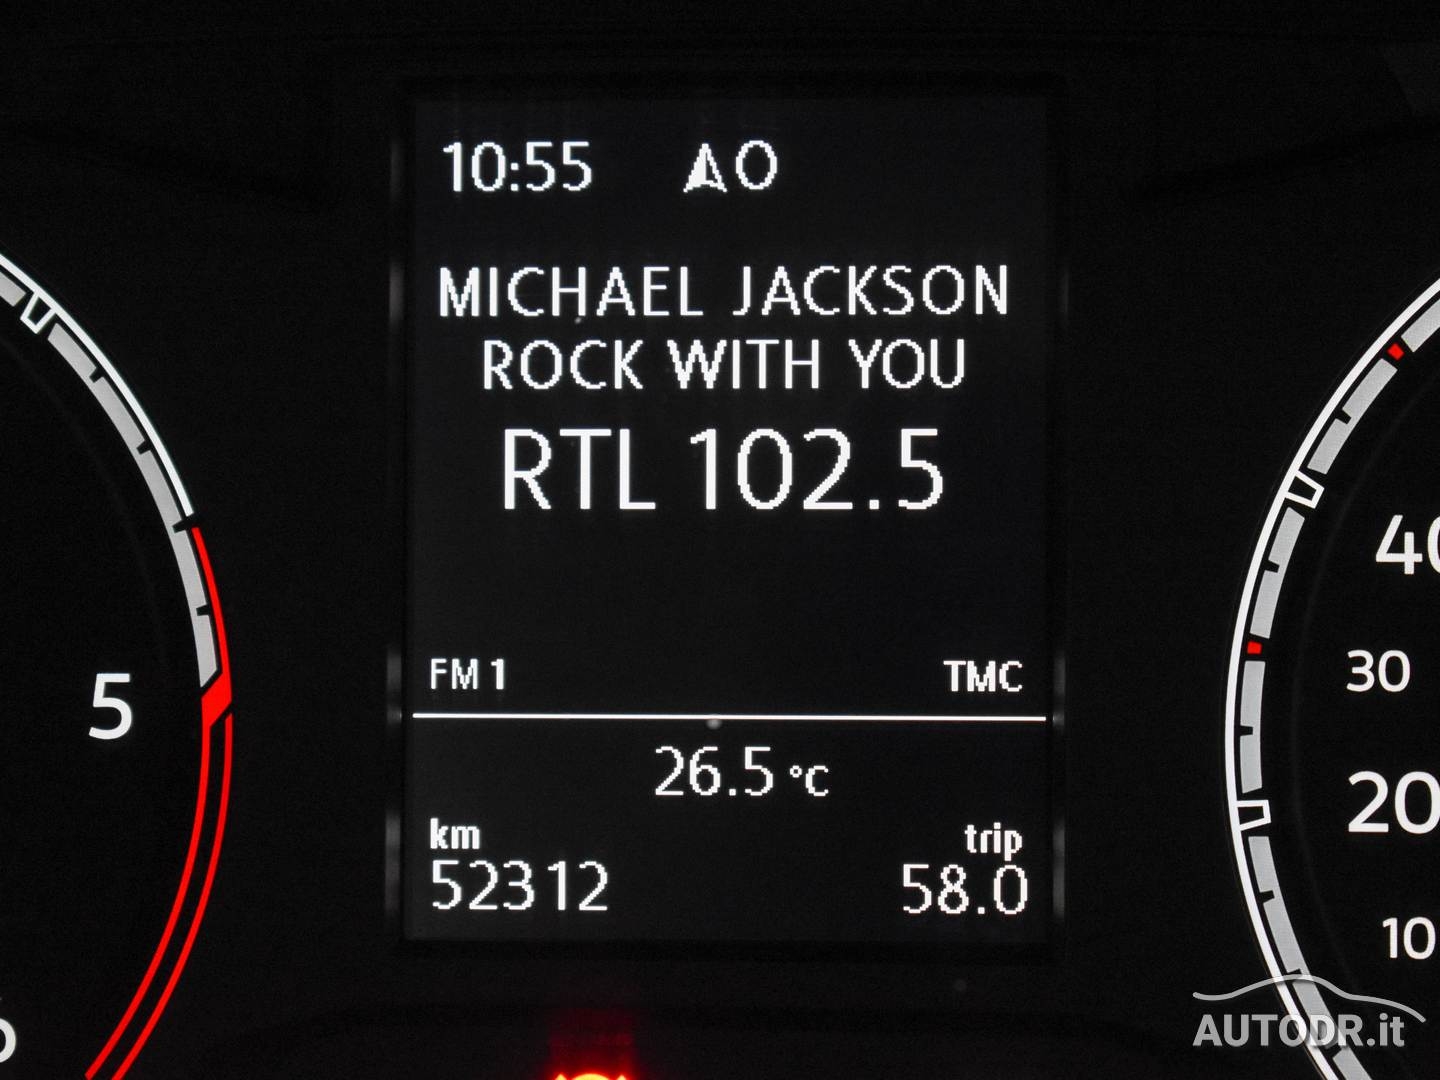 10:55 O
MICHAEL JACKSON
ROCK WITH YOU
RTL 102.5
FM 1 TMC
26.5 °C
km trip
52312 58.0
5
40
30
20
10
AUTODR.it